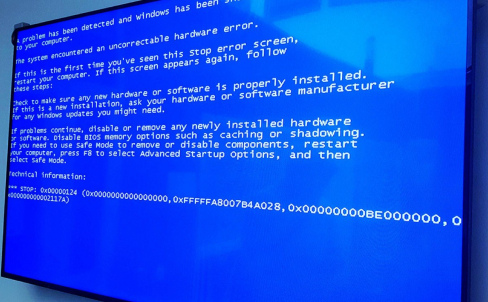 A problem has been detected and windows has been
to your computer.
The system encountered an uncorrectable hardware error.
If this is the first time you've seen this Stop error screen,
restart your computer. If this screen appears again, follow
these steps:
Check to make sure any new hardware or software is properly installed.
If this is a new installation, ask your hardware or software manufacturer
for any Windows updates you might need.
If problems continue, disable or remove any newly installed hardware
or software. Disable BIOS memory options such as caching or shadowing.
If you need to use Safe Mode to remove or disable components, restart
your computer, press F8 to select Advanced Startup Options, and then
select Safe Mode.
Technical information:
*** STOP: 0x00000124 (0x0000000000000000,0xFFFFFA8007B4A028,0x00000000BE000000,0
x000000000002117A)